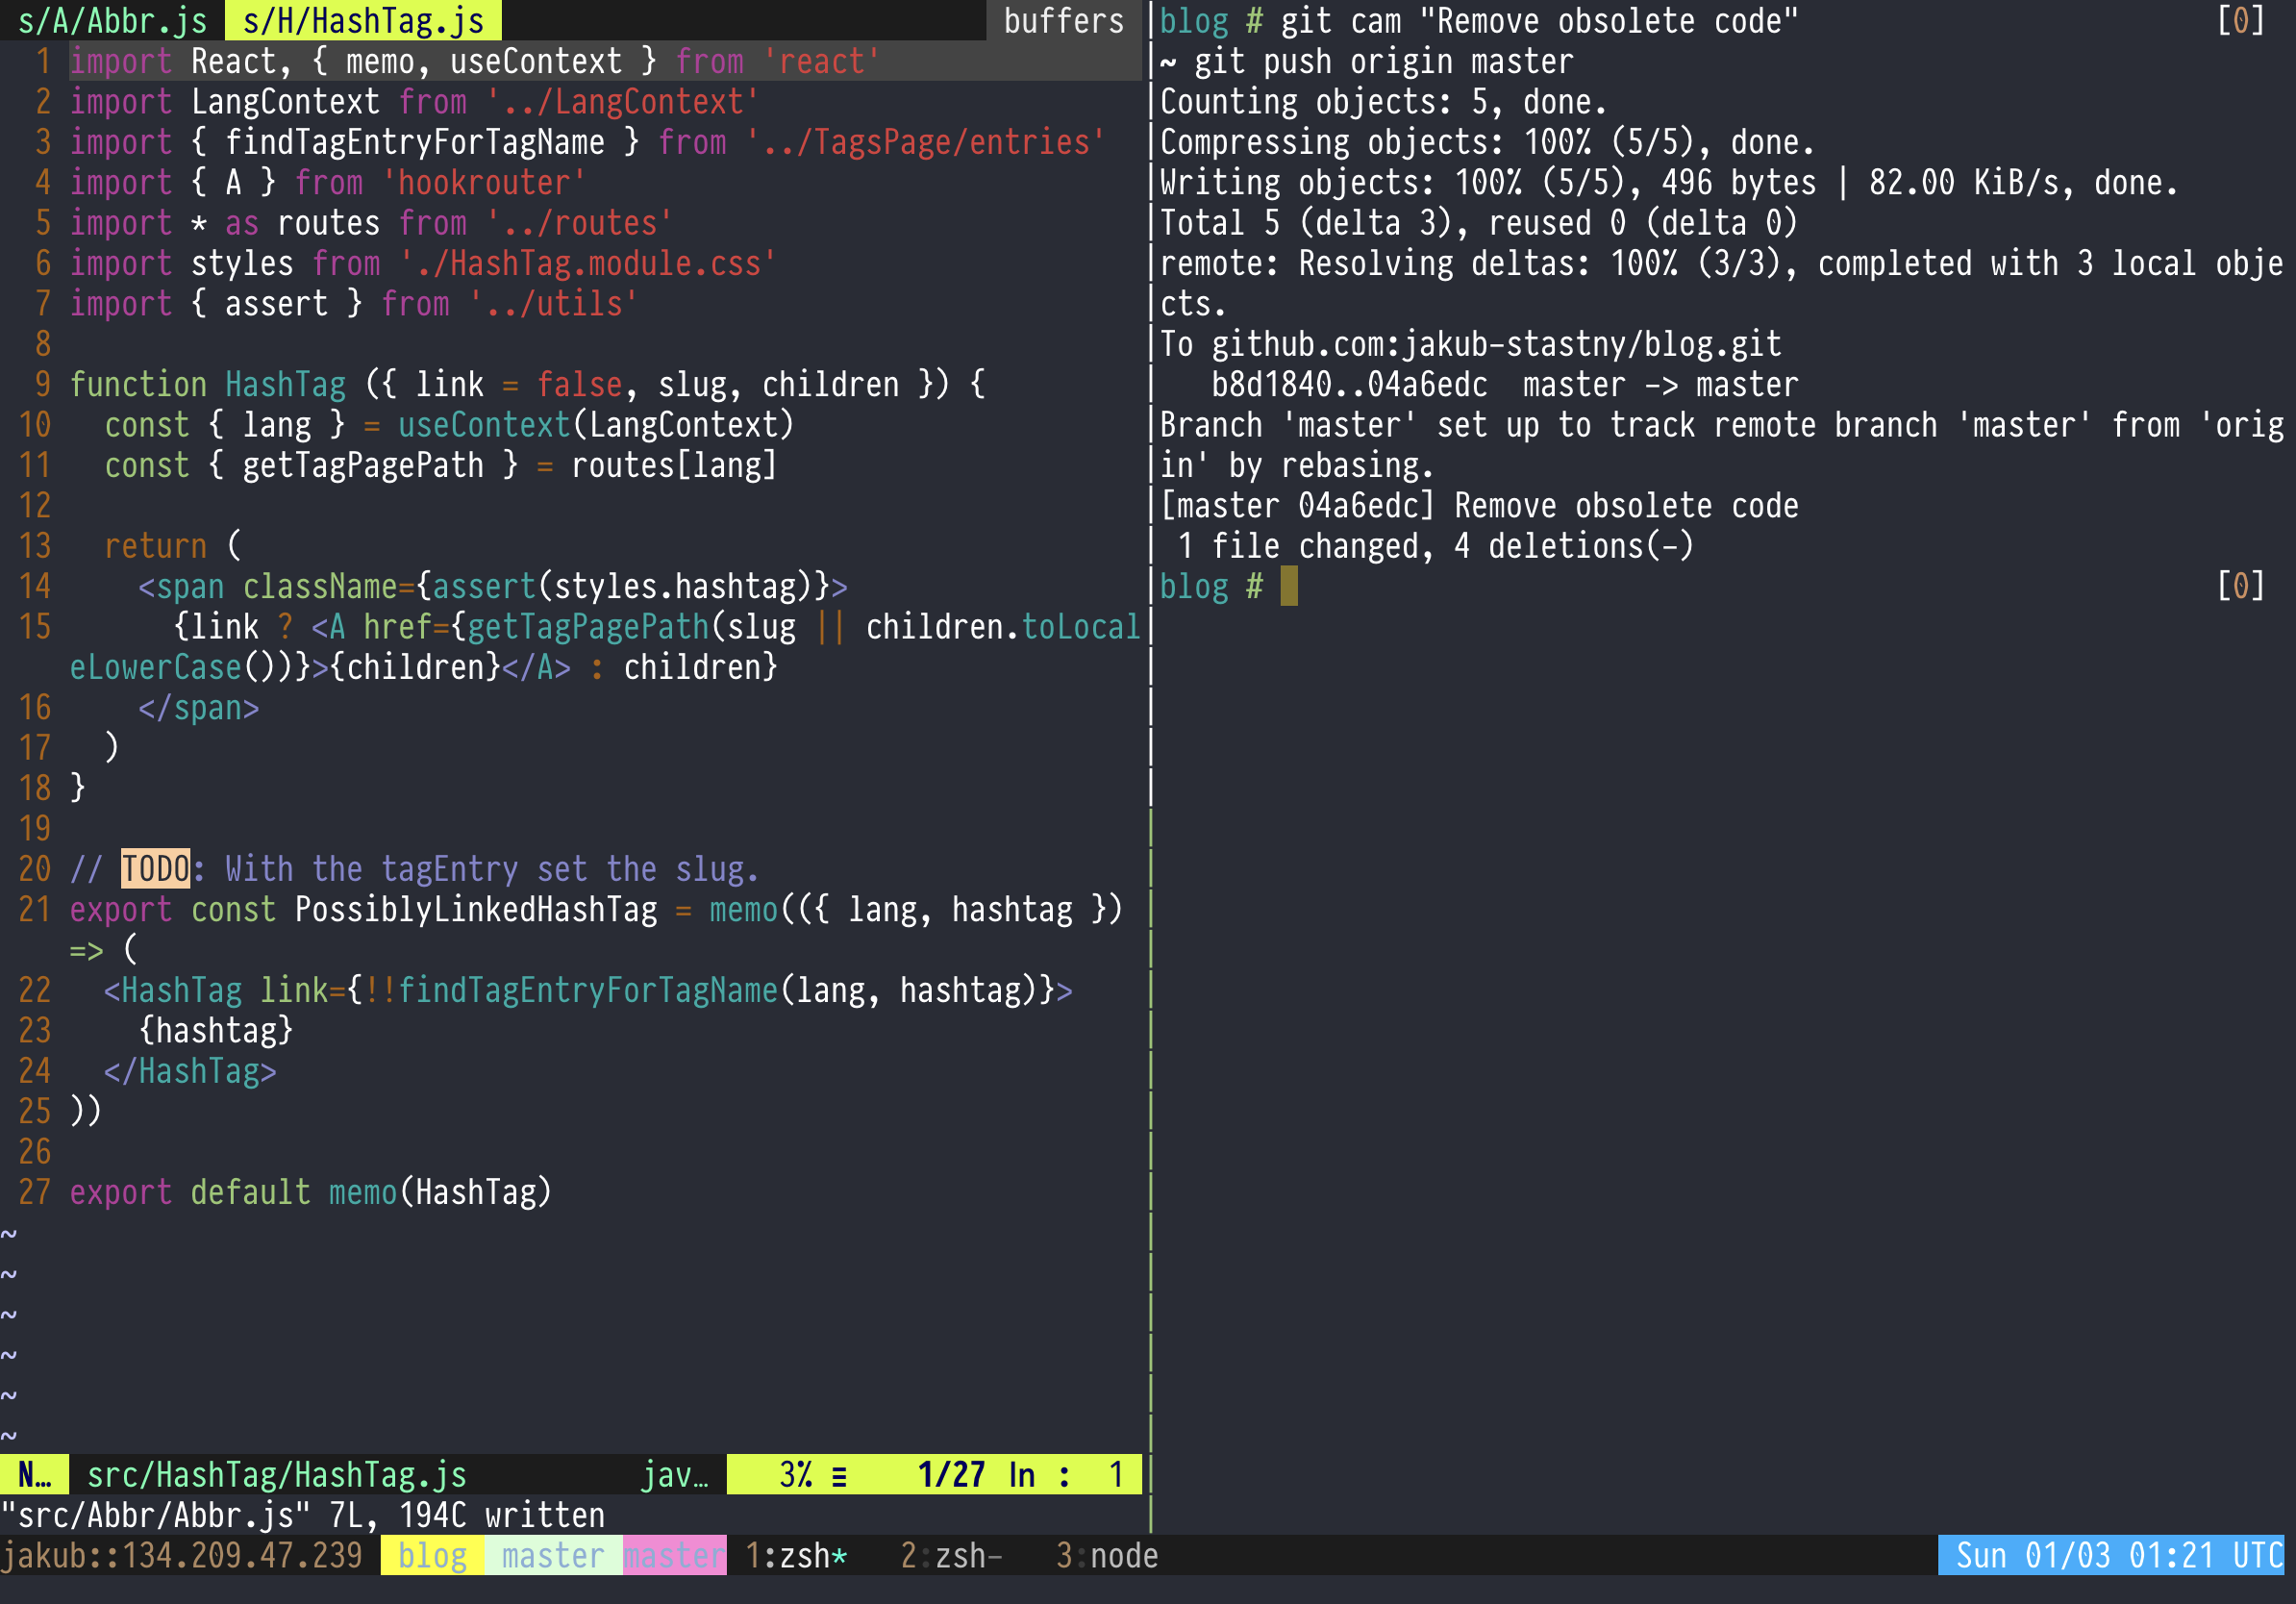 s/A/Abbr.js s/H/HashTag.js buffers
1 import React, { memo, useContext } from 'react'
2 import LangContext from '../LangContext'
3 import { findTagEntryForTagName } from '../TagsPage/entries'
4 import { A } from 'hookrouter'
5 import * as routes from '../routes'
6 import styles from './HashTag.module.css'
7 import { assert } from '../utils'
8
9 function HashTag ({ link = false, slug, children }) {
10   const { lang } = useContext(LangContext)
11   const { getTagPagePath } = routes[lang]
12
13   return (
14     <span className={assert(styles.hashtag)}>
15       {link ? <A href={getTagPagePath(slug || children.toLocal
eLowerCase())}>{children}</A> : children}
16     </span>
17   )
18 }
19
20 // TODO: With the tagEntry set the slug.
21 export const PossiblyLinkedHashTag = memo(({ lang, hashtag })
=> (
22   <HashTag link={!!findTagEntryForTagName(lang, hashtag)}>
23     {hashtag}
24   </HashTag>
25 ))
26
27 export default memo(HashTag)
~
~
~
~
~
~
N… src/HashTag/HashTag.js jav… 3% ≡ 1/27 ln : 1
"src/Abbr/Abbr.js" 7L, 194C written
blog # git cam "Remove obsolete code" [0]
~ git push origin master
Counting objects: 5, done.
Compressing objects: 100% (5/5), done.
Writing objects: 100% (5/5), 496 bytes | 82.00 KiB/s, done.
Total 5 (delta 3), reused 0 (delta 0)
remote: Resolving deltas: 100% (3/3), completed with 3 local obje
cts.
To github.com:jakub-stastny/blog.git
   b8d1840..04a6edc  master -> master
Branch 'master' set up to track remote branch 'master' from 'orig
in' by rebasing.
[master 04a6edc] Remove obsolete code
 1 file changed, 4 deletions(-)
blog # [0]
jakub::134.209.47.239 blog master master 1:zsh* 2:zsh- 3:node Sun 01/03 01:21 UTC